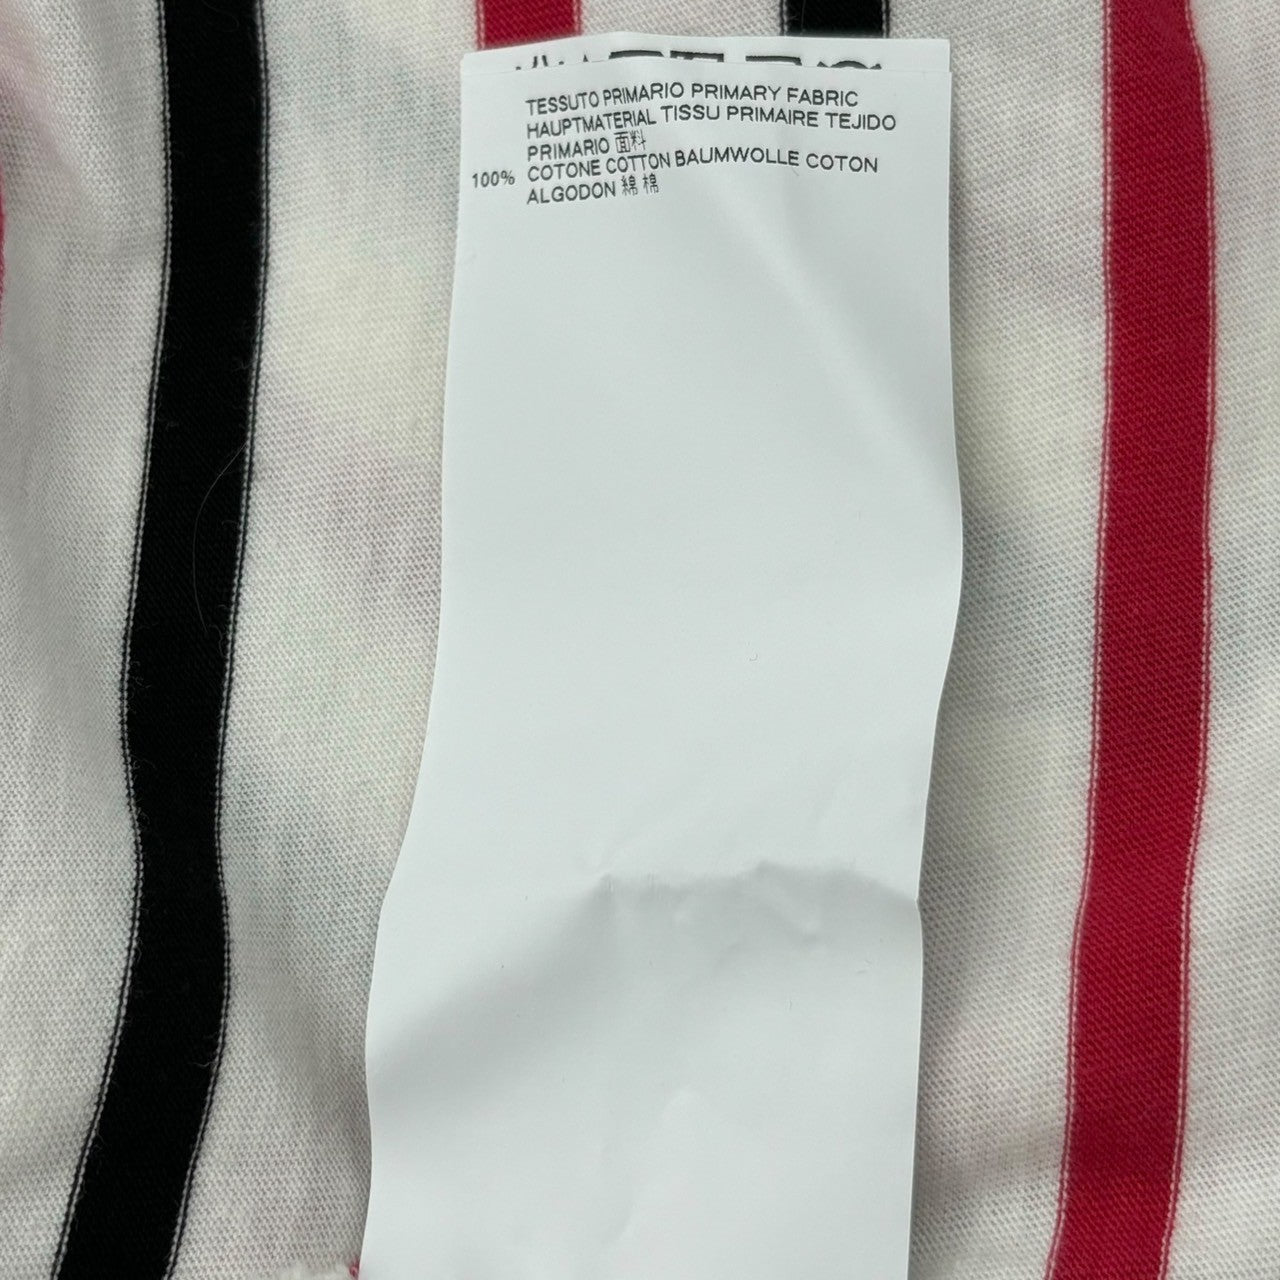 TESSUTO PRIMARIO PRIMARY FABRIC
HAUPTMATERIAL TISSU PRIMAIRE TEJIDO
PRIMARIO 面料
100% COTONE COTTON BAUMWOLLE COTON
ALGODON 綿 棉